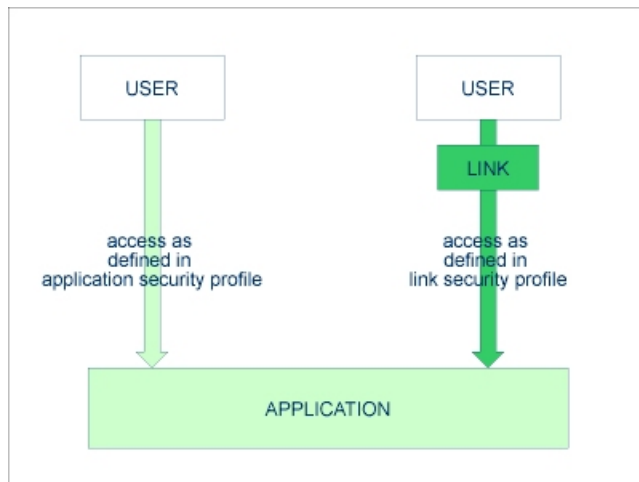 USER
USER
LINK
access as
defined in
application security profile
access as
defined in
link security profile
APPLICATION